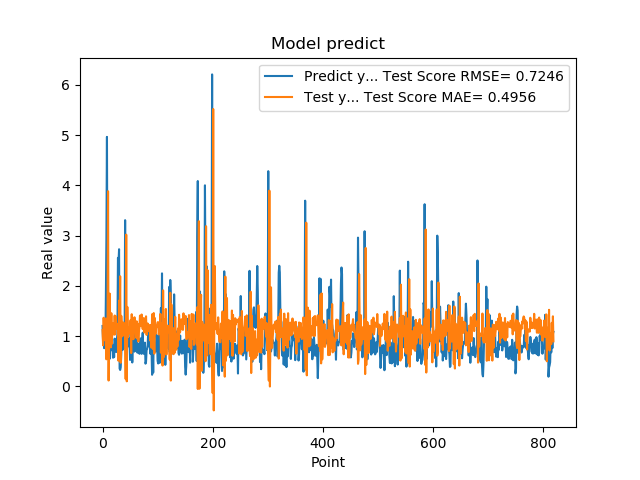 Model predict
Predict y... Test Score RMSE= 0.7246
Test y... Test Score MAE= 0.4956
Real value
6
5
4
3
2
1
0
0 200 400 600 800
Point